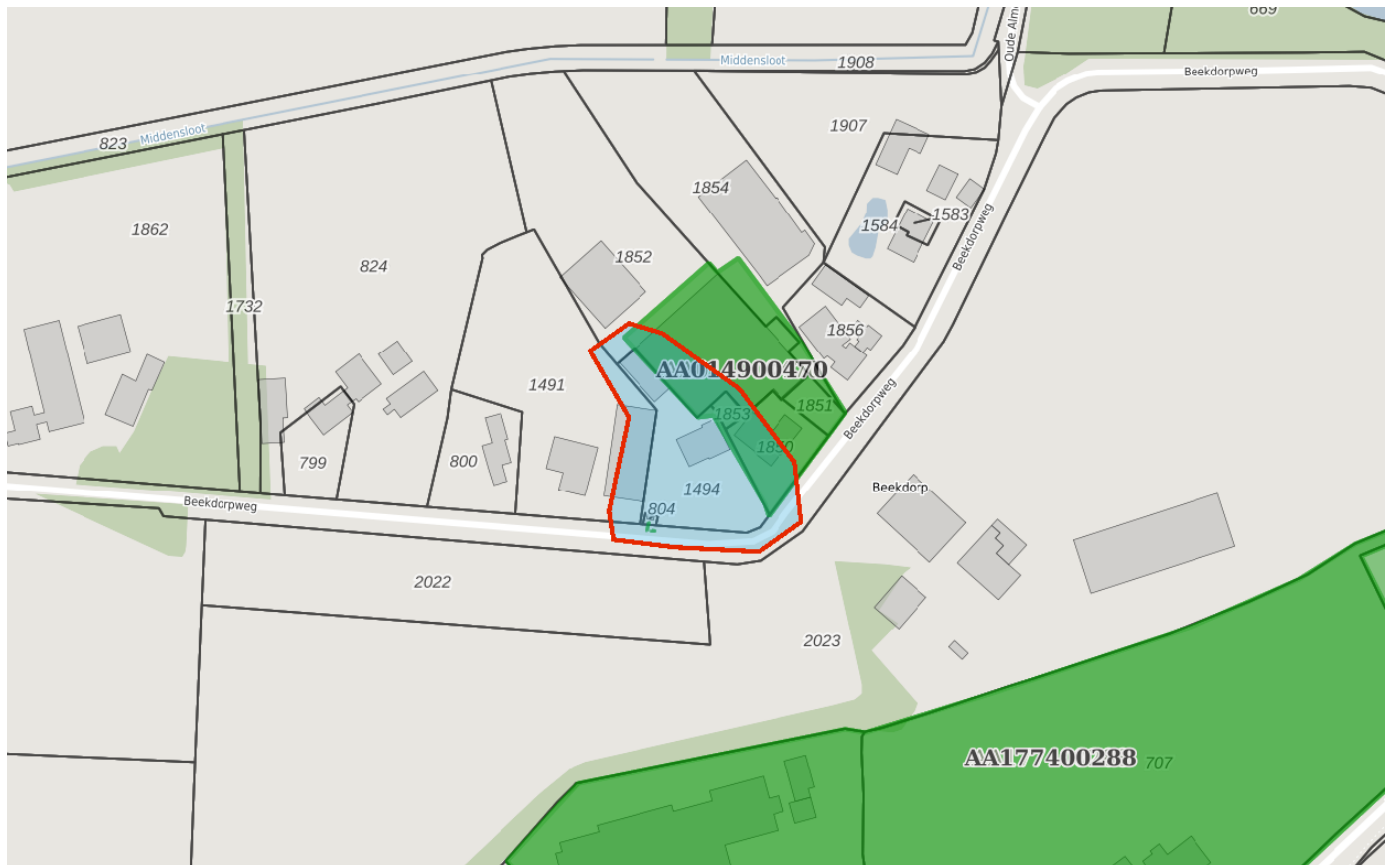 669
Oude Alm
Middensloot
1908
Beekdorpweg
Middensloot
823
1907
1854
1583
1584
1862
1852
824
1732
1856
AA014900470
1491
1851
1853
Beekdorpweg
Beekdorpweg
1850
799
800
1494
Beekdorp
Beekdorpweg
804
2022
2023
AA177400288
707